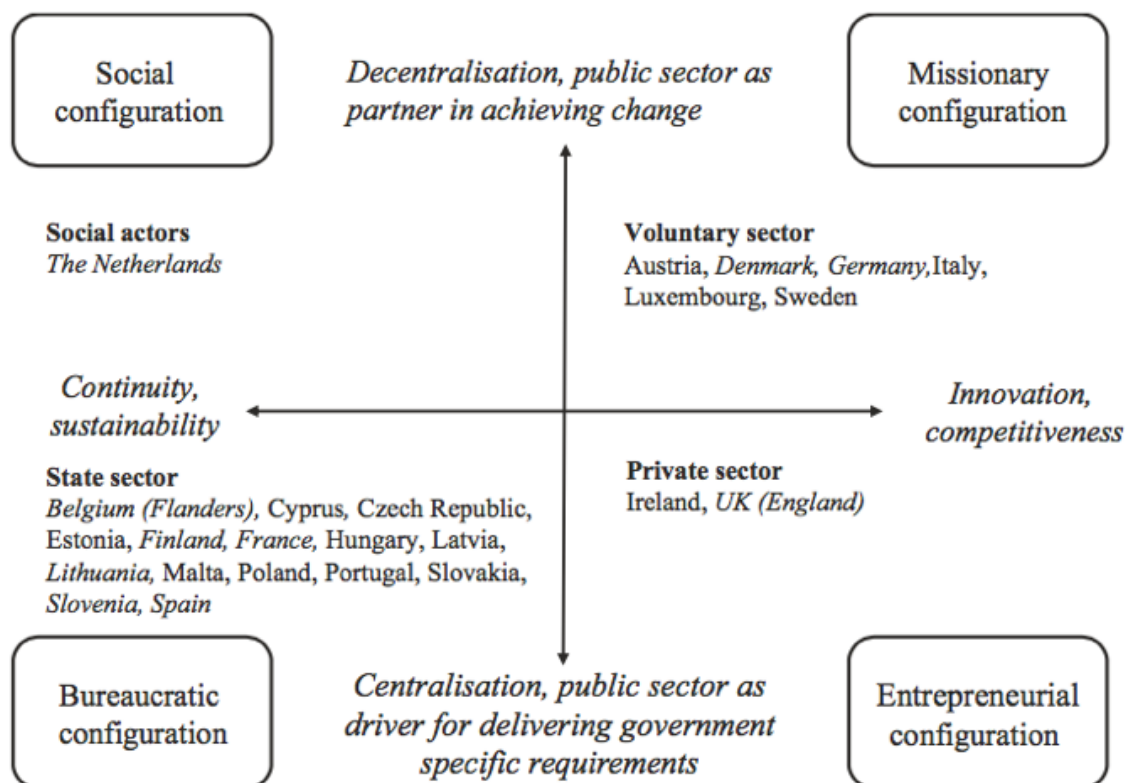 Social
configuration
Decentralisation, public sector as
partner in achieving change
Missionary
configuration
Social actors
The Netherlands
Voluntary sector
Austria, Denmark, Germany,Italy,
Luxembourg, Sweden
Continuity,
sustainability
Innovation,
competitiveness
State sector
Belgium (Flanders), Cyprus, Czech Republic,
Estonia, Finland, France, Hungary, Latvia,
Lithuania, Malta, Poland, Portugal, Slovakia,
Slovenia, Spain
Private sector
Ireland, UK (England)
Bureaucratic
configuration
Centralisation, public sector as
driver for delivering government
specific requirements
Entrepreneurial
configuration